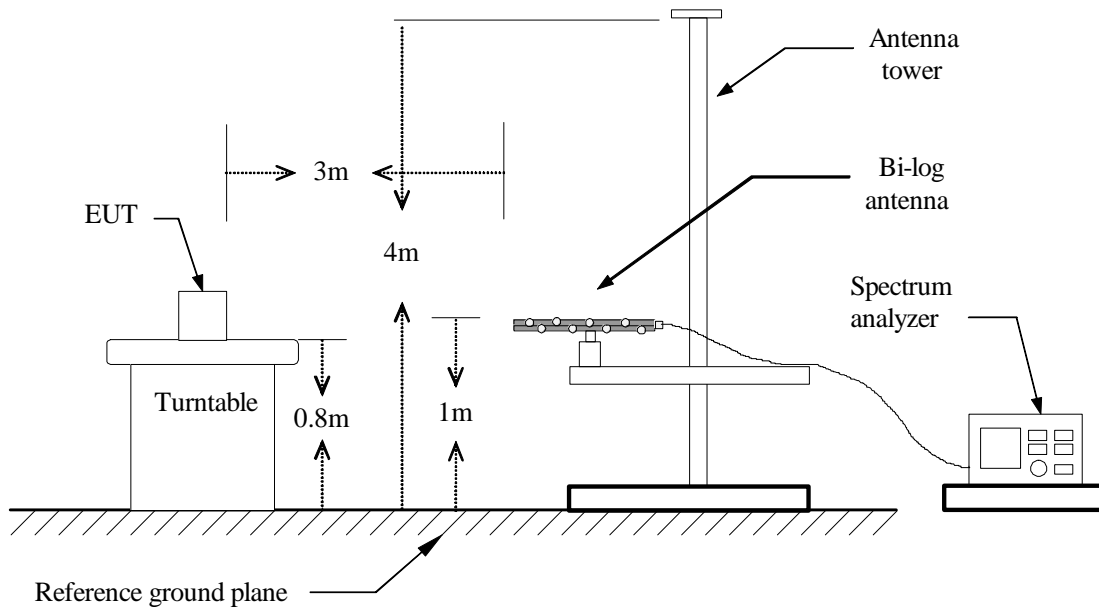 Antenna
tower
3m
Bi-log
antenna
EUT
4m
Spectrum
analyzer
Turntable
0.8m
1m
Reference ground plane